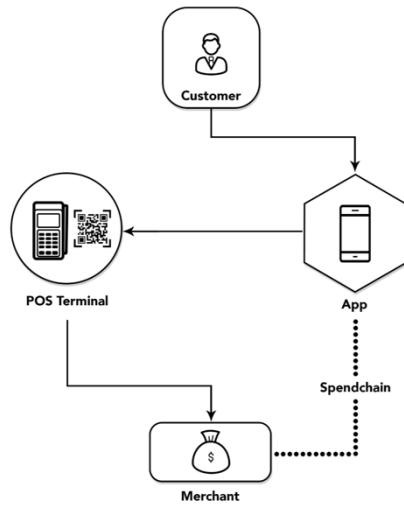 Customer
POS Terminal
App
Spendchain
$
Merchant